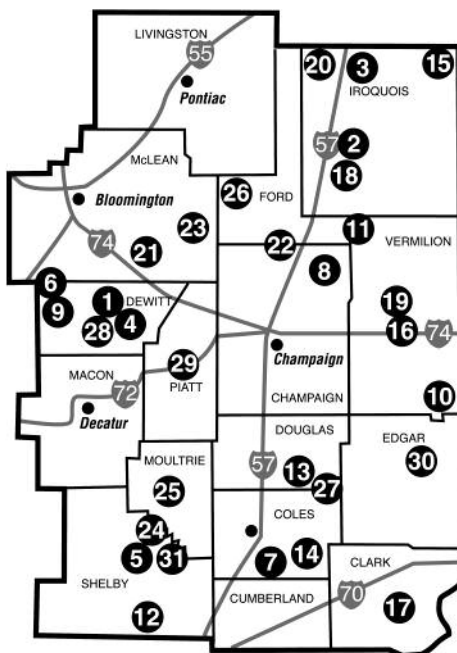 LIVINGSTON
55
20
3
15
IROQUOIS
Pontiac
57
2
McLEAN
18
Bloomington
26
FORD
23
11
VERMILION
74
21
22
8
6
1
DEWITT
19
9
28
4
16
74
Champaign
29
MACON
72
PIATT
CHAMPAIGN
10
Decatur
DOUGLAS
EDGAR
MOULTRIE
57
13
30
25
27
24
COLES
5
31
7
14
CLARK
SHELBY
70
12
CUMBERLAND
17